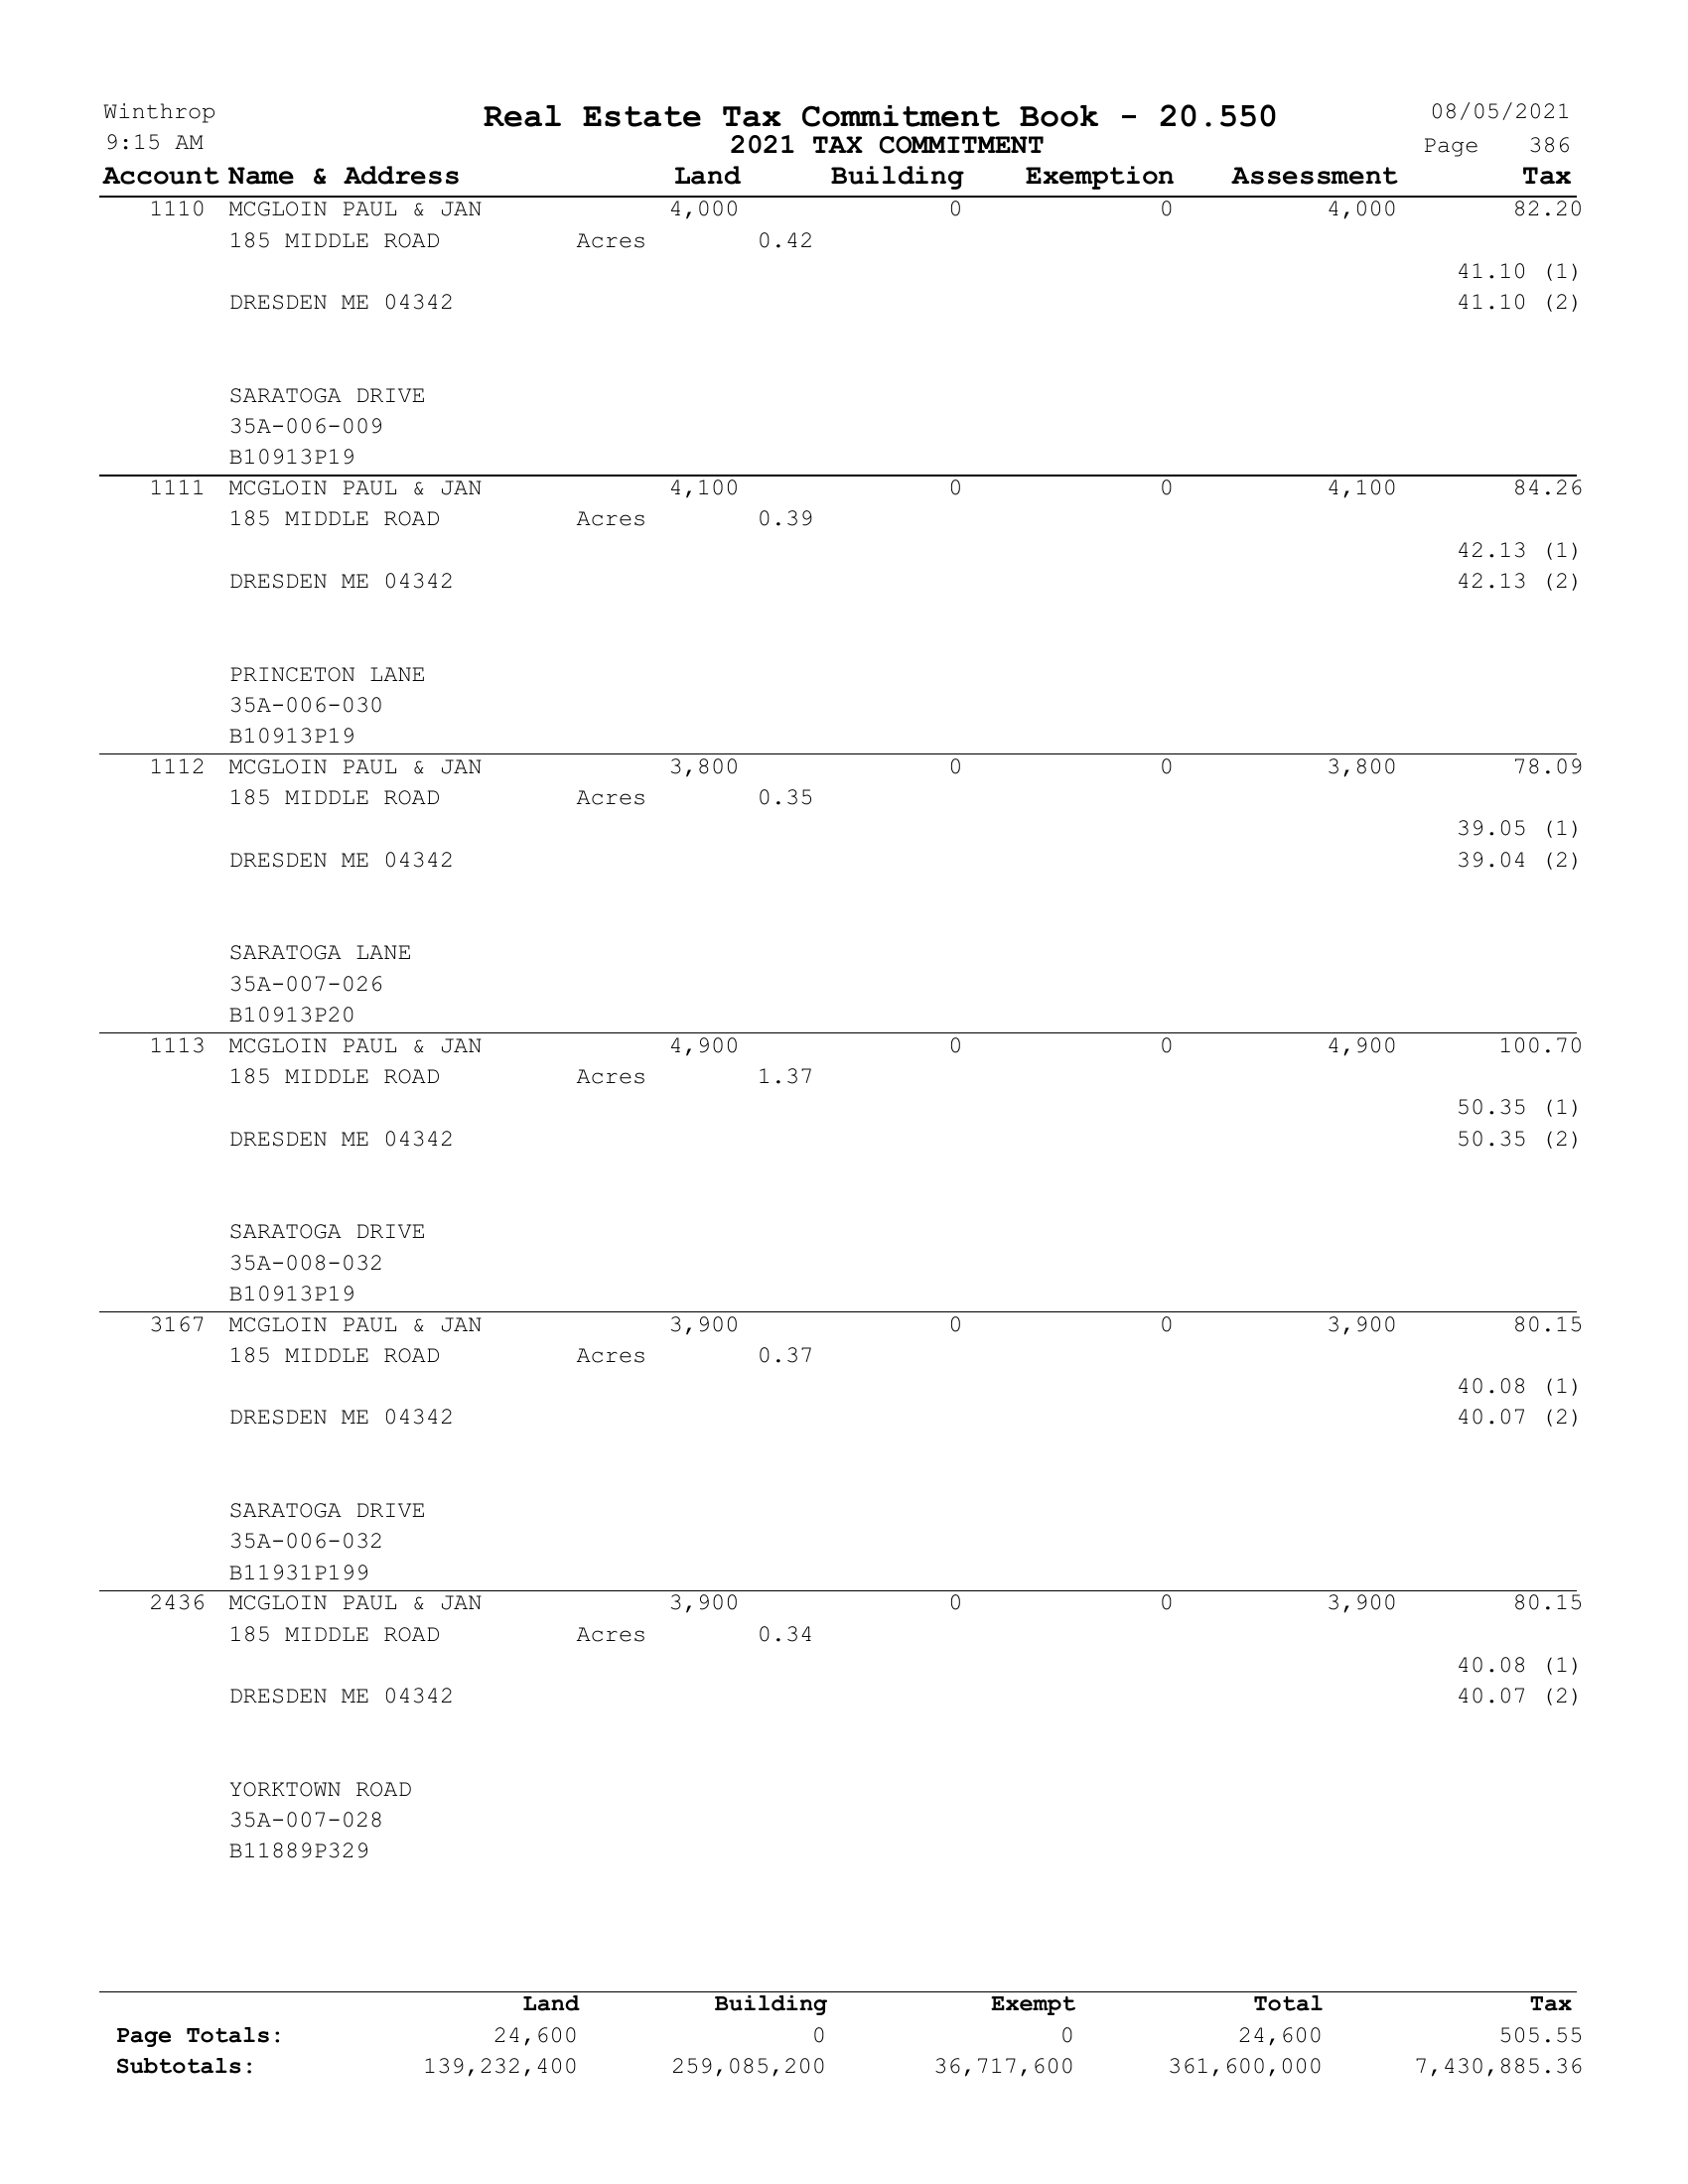 Winthrop Real Estate Tax Commitment Book - 20.550 08/05/2021
9:15 AM 2021 TAX COMMITMENT Page 386
Account Name & Address Land Building Exemption Assessment Tax
1110 MCGLOIN PAUL & JAN 4,000 0 0 4,000 82.20
185 MIDDLE ROAD Acres 0.42
41.10 (1)
DRESDEN ME 04342 41.10 (2)
SARATOGA DRIVE
35A-006-009
B10913P19
1111 MCGLOIN PAUL & JAN 4,100 0 0 4,100 84.26
185 MIDDLE ROAD Acres 0.39
42.13 (1)
DRESDEN ME 04342 42.13 (2)
PRINCETON LANE
35A-006-030
B10913P19
1112 MCGLOIN PAUL & JAN 3,800 0 0 3,800 78.09
185 MIDDLE ROAD Acres 0.35
39.05 (1)
DRESDEN ME 04342 39.04 (2)
SARATOGA LANE
35A-007-026
B10913P20
1113 MCGLOIN PAUL & JAN 4,900 0 0 4,900 100.70
185 MIDDLE ROAD Acres 1.37
50.35 (1)
DRESDEN ME 04342 50.35 (2)
SARATOGA DRIVE
35A-008-032
B10913P19
3167 MCGLOIN PAUL & JAN 3,900 0 0 3,900 80.15
185 MIDDLE ROAD Acres 0.37
40.08 (1)
DRESDEN ME 04342 40.07 (2)
SARATOGA DRIVE
35A-006-032
B11931P199
2436 MCGLOIN PAUL & JAN 3,900 0 0 3,900 80.15
185 MIDDLE ROAD Acres 0.34
40.08 (1)
DRESDEN ME 04342 40.07 (2)
YORKTOWN ROAD
35A-007-028
B11889P329
Land Building Exempt Total Tax
Page Totals: 24,600 0 0 24,600 505.55
Subtotals: 139,232,400 259,085,200 36,717,600 361,600,000 7,430,885.36